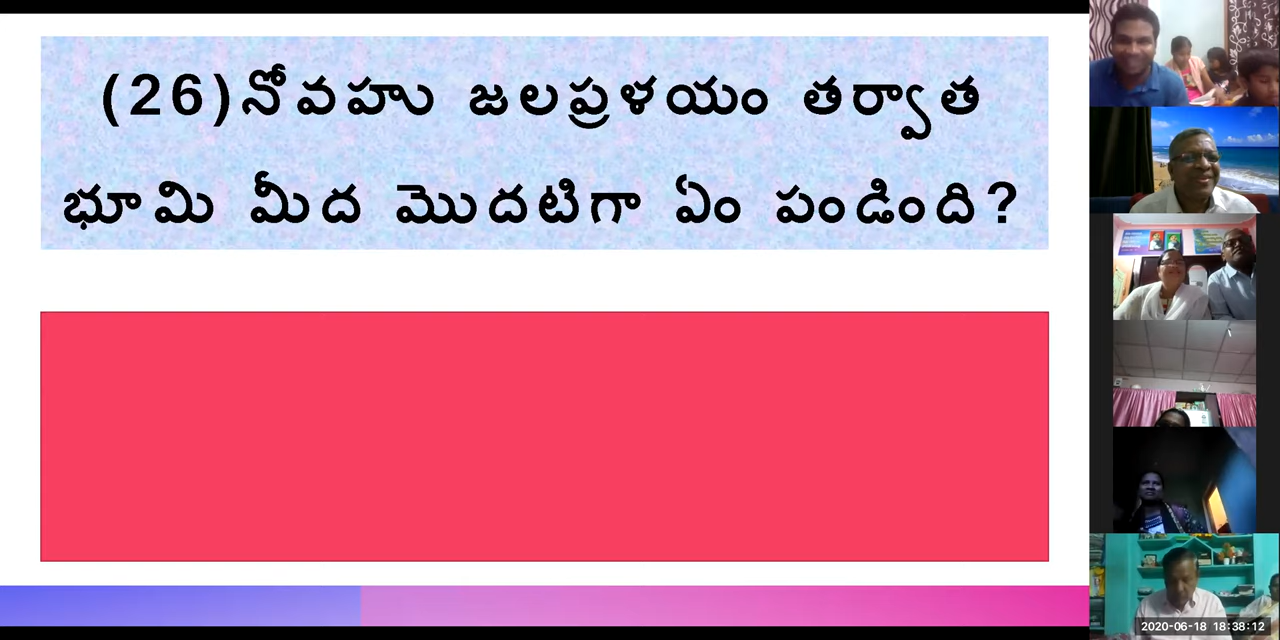 (26)నోవహు జలప్రళయం తర్వాత
భూమి మీద మొదటిగా ఏం పండింది?
2020-06-18 18:38:12